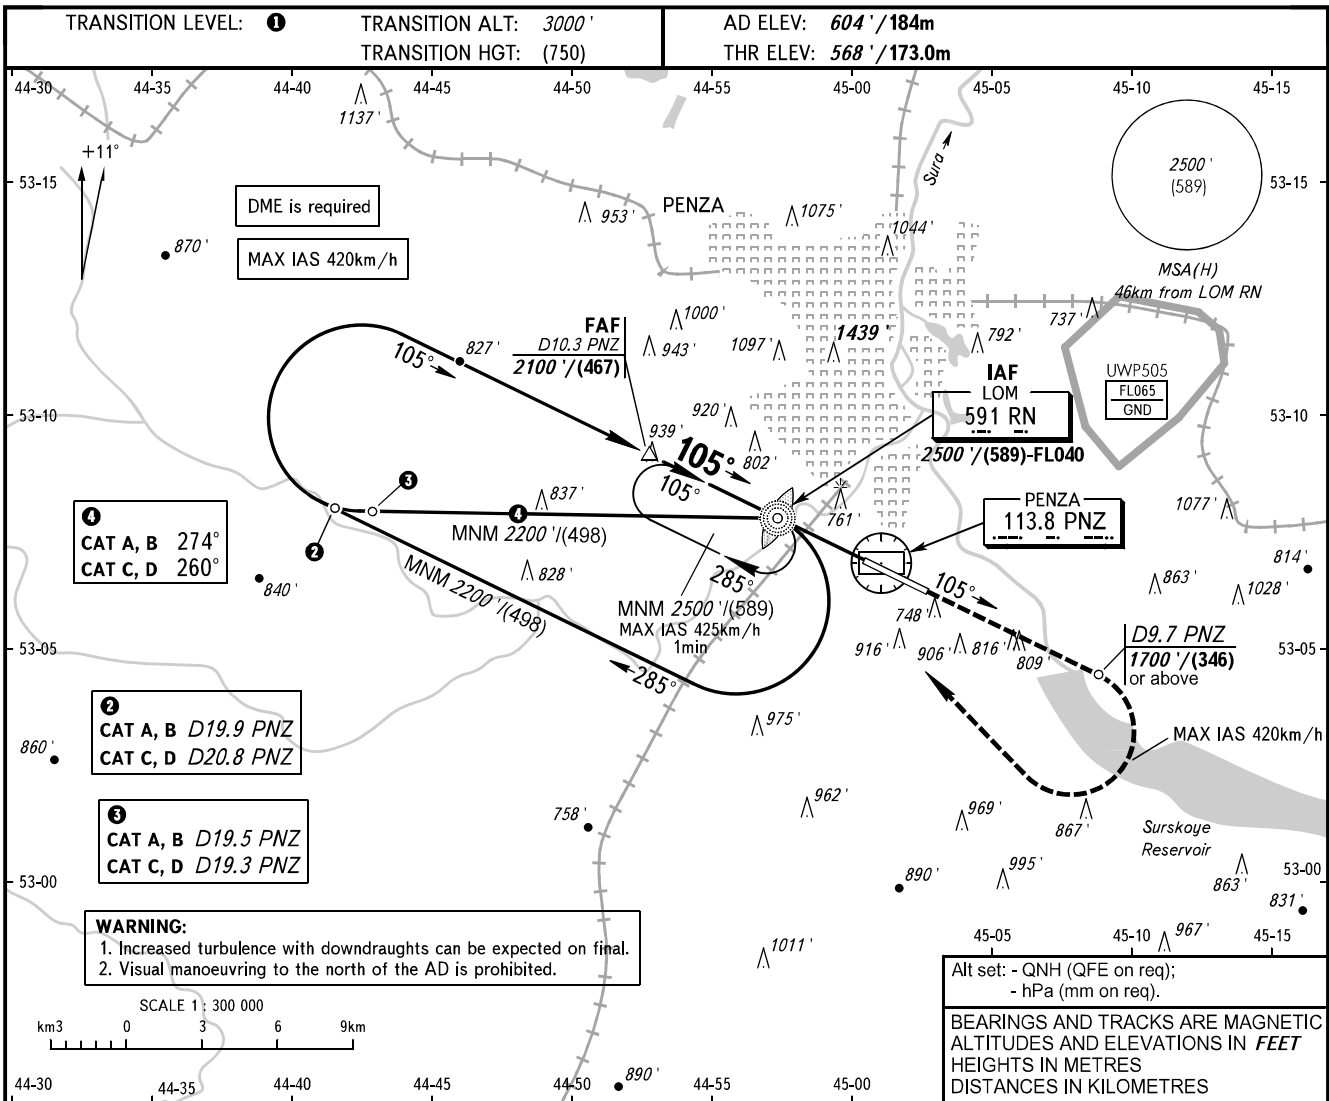 TRANSITION LEVEL: ❶
TRANSITION ALT: 3000 '
TRANSITION HGT: (750)
AD ELEV: 604 ' / 184m
THR ELEV: 568 ' / 173.0m
44-30 44-35 44-40 44-45 44-50 44-55 45-00 45-05 45-10 45-15
1137 '
+11°
Sura
2500 '
(589)
53-15
53-15
DME is required
953 '
PENZA
1075 '
1044 '
870 '
MAX IAS 420km/h
MSA(H)
46km from LOM RN
737 '
1000 '
FAF
D10.3 PNZ
2100 '/(467)
943 '
1097 '
1439 '
792 '
827 '
105°
UWP505
FL065
GND
IAF
LOM
591 RN
2500 '/(589)-FL040
53-10
53-10
920 '
939 '
802 '
105°
105°
❸
837 '
761 '
1077 '
PENZA
113.8 PNZ
❹
CAT A, B 274°
CAT C, D 260°
❹
MNM 2200 '/(498)
❷
840 '
828 '
MNM 2200 '/(498)
285°
105°
814 '
863 '
1028 '
MNM 2500 '/(589)
MAX IAS 425km/h
1min
748 '
916 '
906 '
816 '
809 '
D9.7 PNZ
1700 '/(346)
or above
53-05
53-05
285°
❷
CAT A, B D19.9 PNZ
CAT C, D D20.8 PNZ
975 '
860 '
MAX IAS 420km/h
❸
CAT A, B D19.5 PNZ
CAT C, D D19.3 PNZ
758 '
962 '
969 '
867 '
Surskoye
Reservoir
53-00
890 '
995 '
863 '
53-00
831 '
WARNING:
1. Increased turbulence with downdraughts can be expected on final.
2. Visual manoeuvring to the north of the AD is prohibited.
1011 '
967 '
45-05 45-10 45-15
Alt set: - QNH (QFE on req);
- hPa (mm on req).
SCALE 1 : 300 000
km3 0 3 6 9km
BEARINGS AND TRACKS ARE MAGNETIC
ALTITUDES AND ELEVATIONS IN FEET
HEIGHTS IN METRES
DISTANCES IN KILOMETRES
890 '
44-30 44-35 44-40 44-45 44-50 44-55 45-00